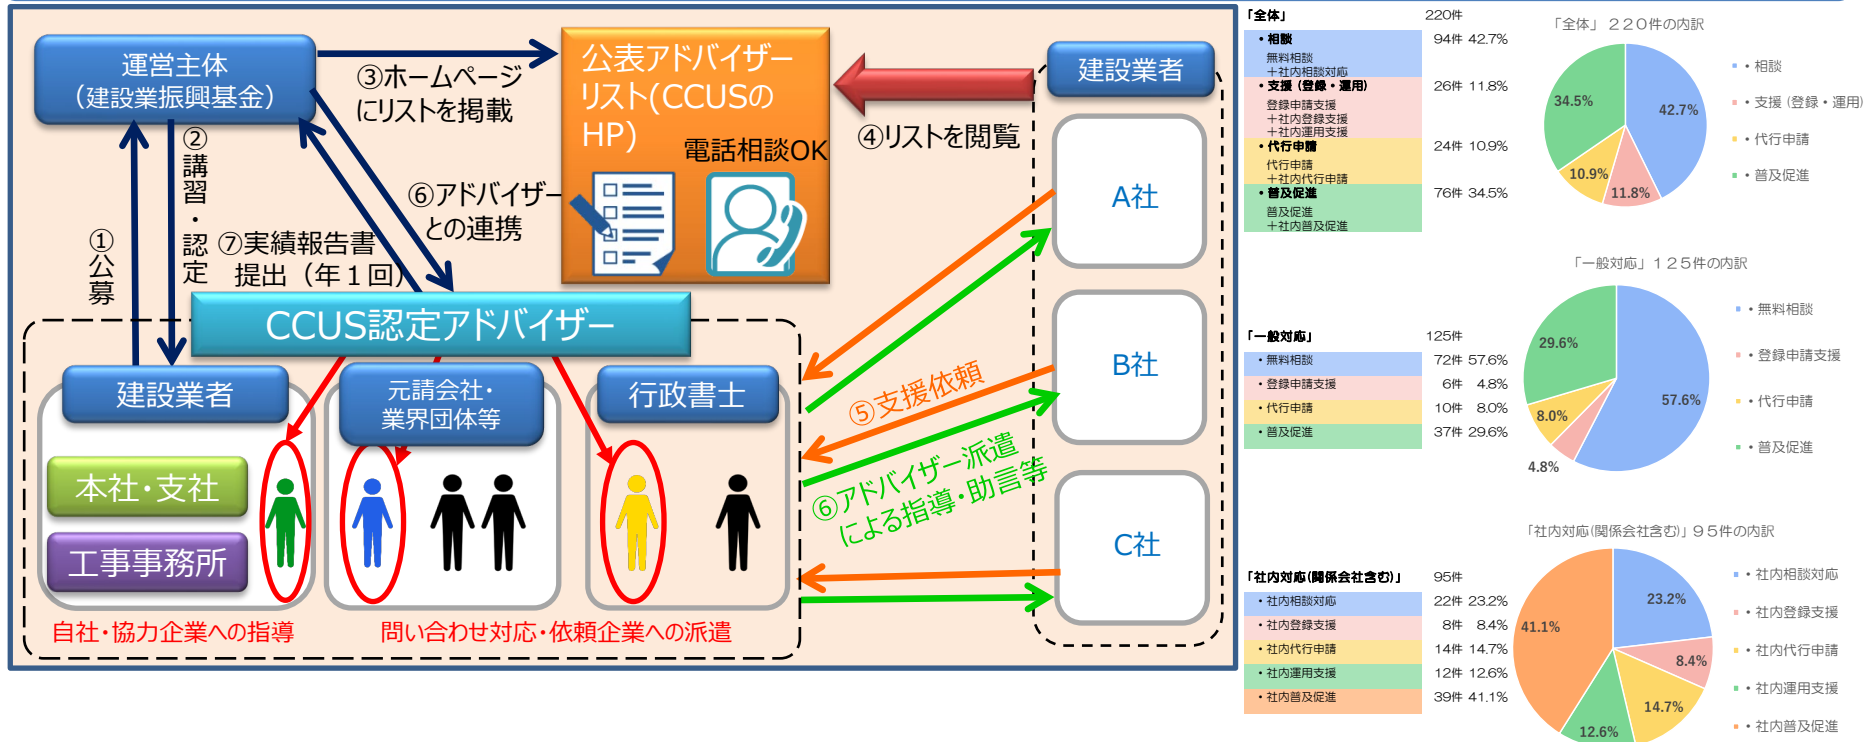 運営主体
（建設業振興基金）
③ホームページ
にリストを掲載
公表アドバイザー
リスト(CCUSの
HP)
電話相談OK
建設業者
④リストを閲覧
①公募
②講習・認定
⑥アドバイザー
との連携
⑦実績報告書
提出（年１回）
CCUS認定アドバイザー
建設業者
本社・支社
工事事務所
元請会社・
業界団体等
行政書士
自社・協力企業への指導
問い合わせ対応・依頼企業への派遣
A社
B社
C社
⑤支援依頼
⑥アドバイザー派遣
による指導・助言等
「全体」 220件
・相談 94件 42.7%
無料相談
＋社内相談対応
・支援（登録・運用） 26件 11.8%
登録申請支援
＋社内登録支援
＋社内運用支援
・代行申請 24件 10.9%
代行申請
＋社内代行申請
・普及促進 76件 34.5%
普及促進
＋社内普及促進
「全体」２２０件の内訳
42.7%
11.8%
10.9%
34.5%
・相談
・支援（登録・運用）
・代行申請
・普及促進
「一般対応」 125件
・無料相談 72件 57.6%
・登録申請支援 6件 4.8%
・代行申請 10件 8.0%
・普及促進 37件 29.6%
「一般対応」１２５件の内訳
57.6%
4.8%
8.0%
29.6%
・無料相談
・登録申請支援
・代行申請
・普及促進
「社内対応(関係会社含む)」 95件
・社内相談対応 22件 23.2%
・社内登録支援 8件 8.4%
・社内代行申請 14件 14.7%
・社内運用支援 12件 12.6%
・社内普及促進 39件 41.1%
「社内対応(関係会社含む)」９５件の内訳
23.2%
8.4%
14.7%
12.6%
41.1%
・社内相談対応
・社内登録支援
・社内代行申請
・社内運用支援
・社内普及促進